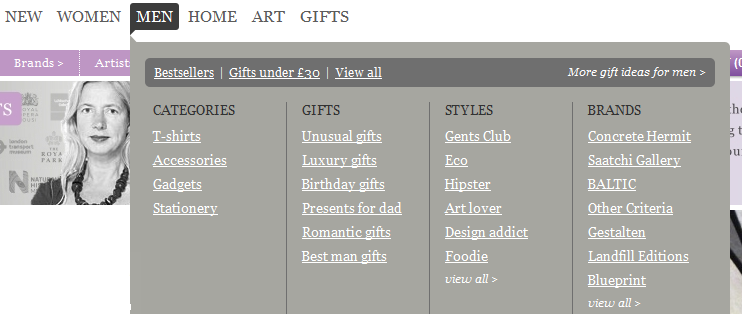 NEW WOMEN MEN HOME ART GIFTS
Brands > Artist
Bestsellers | Gifts under £30 | View all More gift ideas for men >
CATEGORIES
T-shirts
Accessories
Gadgets
Stationery
GIFTS
Unusual gifts
Luxury gifts
Birthday gifts
Presents for dad
Romantic gifts
Best man gifts
STYLES
Gents Club
Eco
Hipster
Art lover
Design addict
Foodie
view all >
BRANDS
Concrete Hermit
Saatchi Gallery
BALTIC
Other Criteria
Gestalten
Landfill Editions
Blueprint
view all >